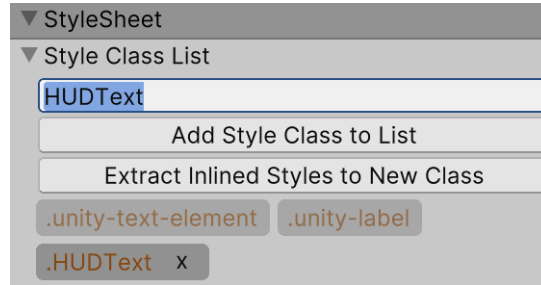 StyleSheet
Style Class List
HUDText
Add Style Class to List
Extract Inlined Styles to New Class
.unity-text-element .unity-label
.HUDText x